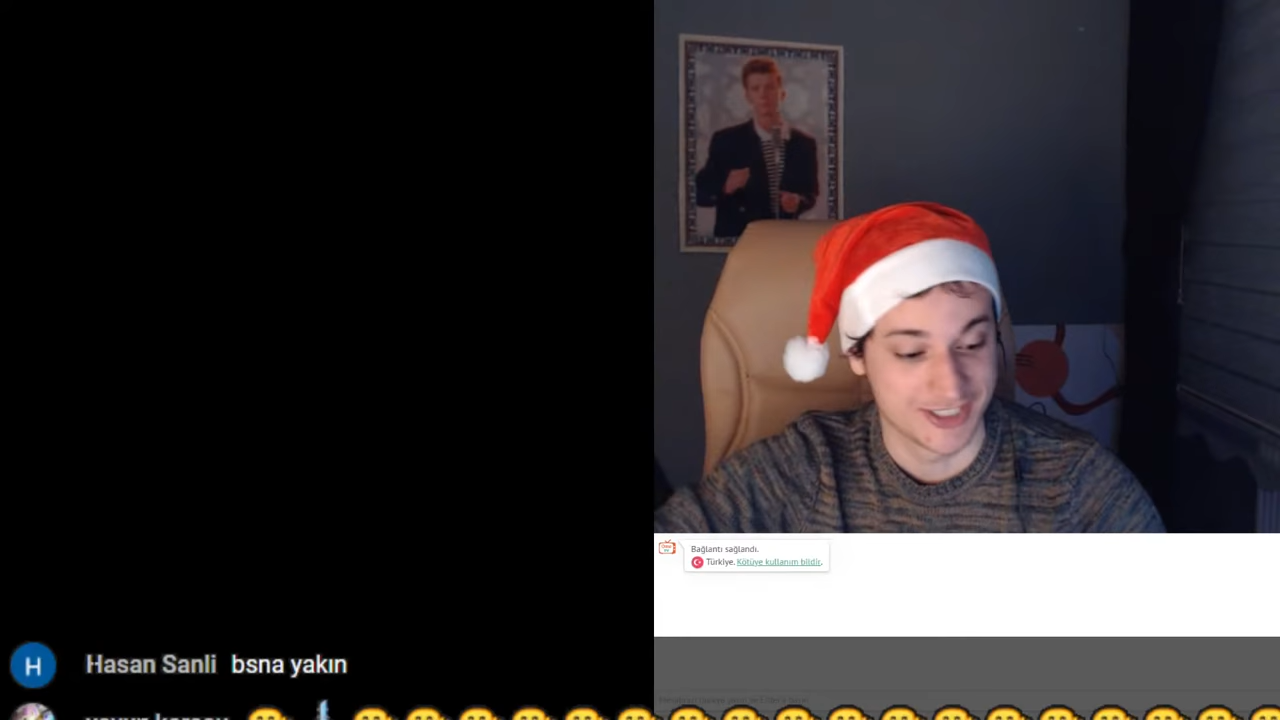 Bağlantı sağlandı.
Türkiye. Kötüye kullanım bildir.
Hasan Sanli bsna yakın
H